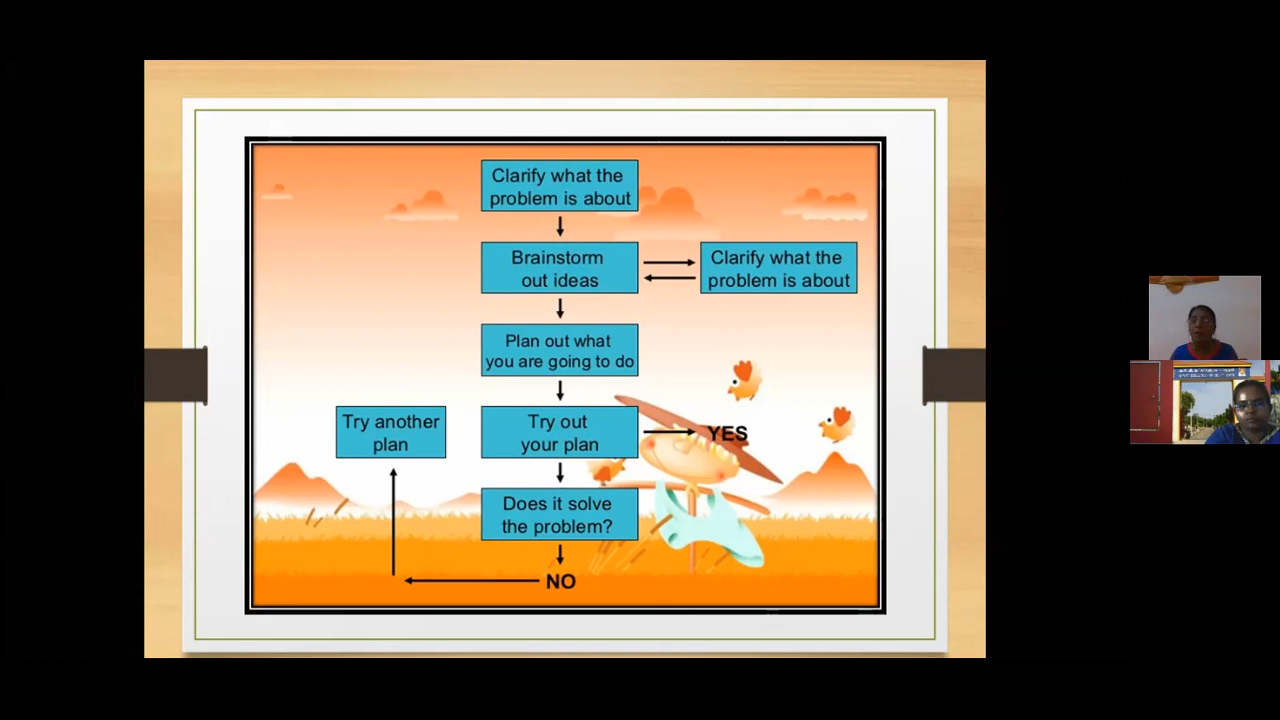 Clarify what the
problem is about
Brainstorm
out ideas
Clarify what the
problem is about
Plan out what
you are going to do
Try another
plan
Try out
your plan
YES
Does it solve
the problem?
NO